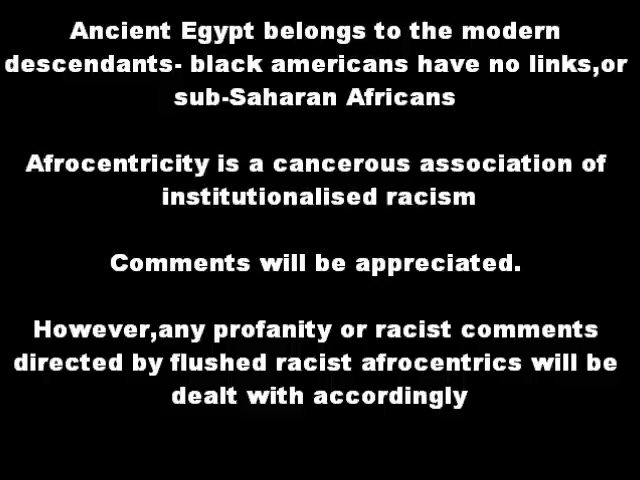 Ancient Egypt belongs to the modern
descendants- black americans have no links,or
sub-Saharan Africans
Afrocentricity is a cancerous association of
institutionalised racism
Comments will be appreciated.
However,any profanity or racist comments
directed by flushed racist afrocentrics will be
dealt with accordingly